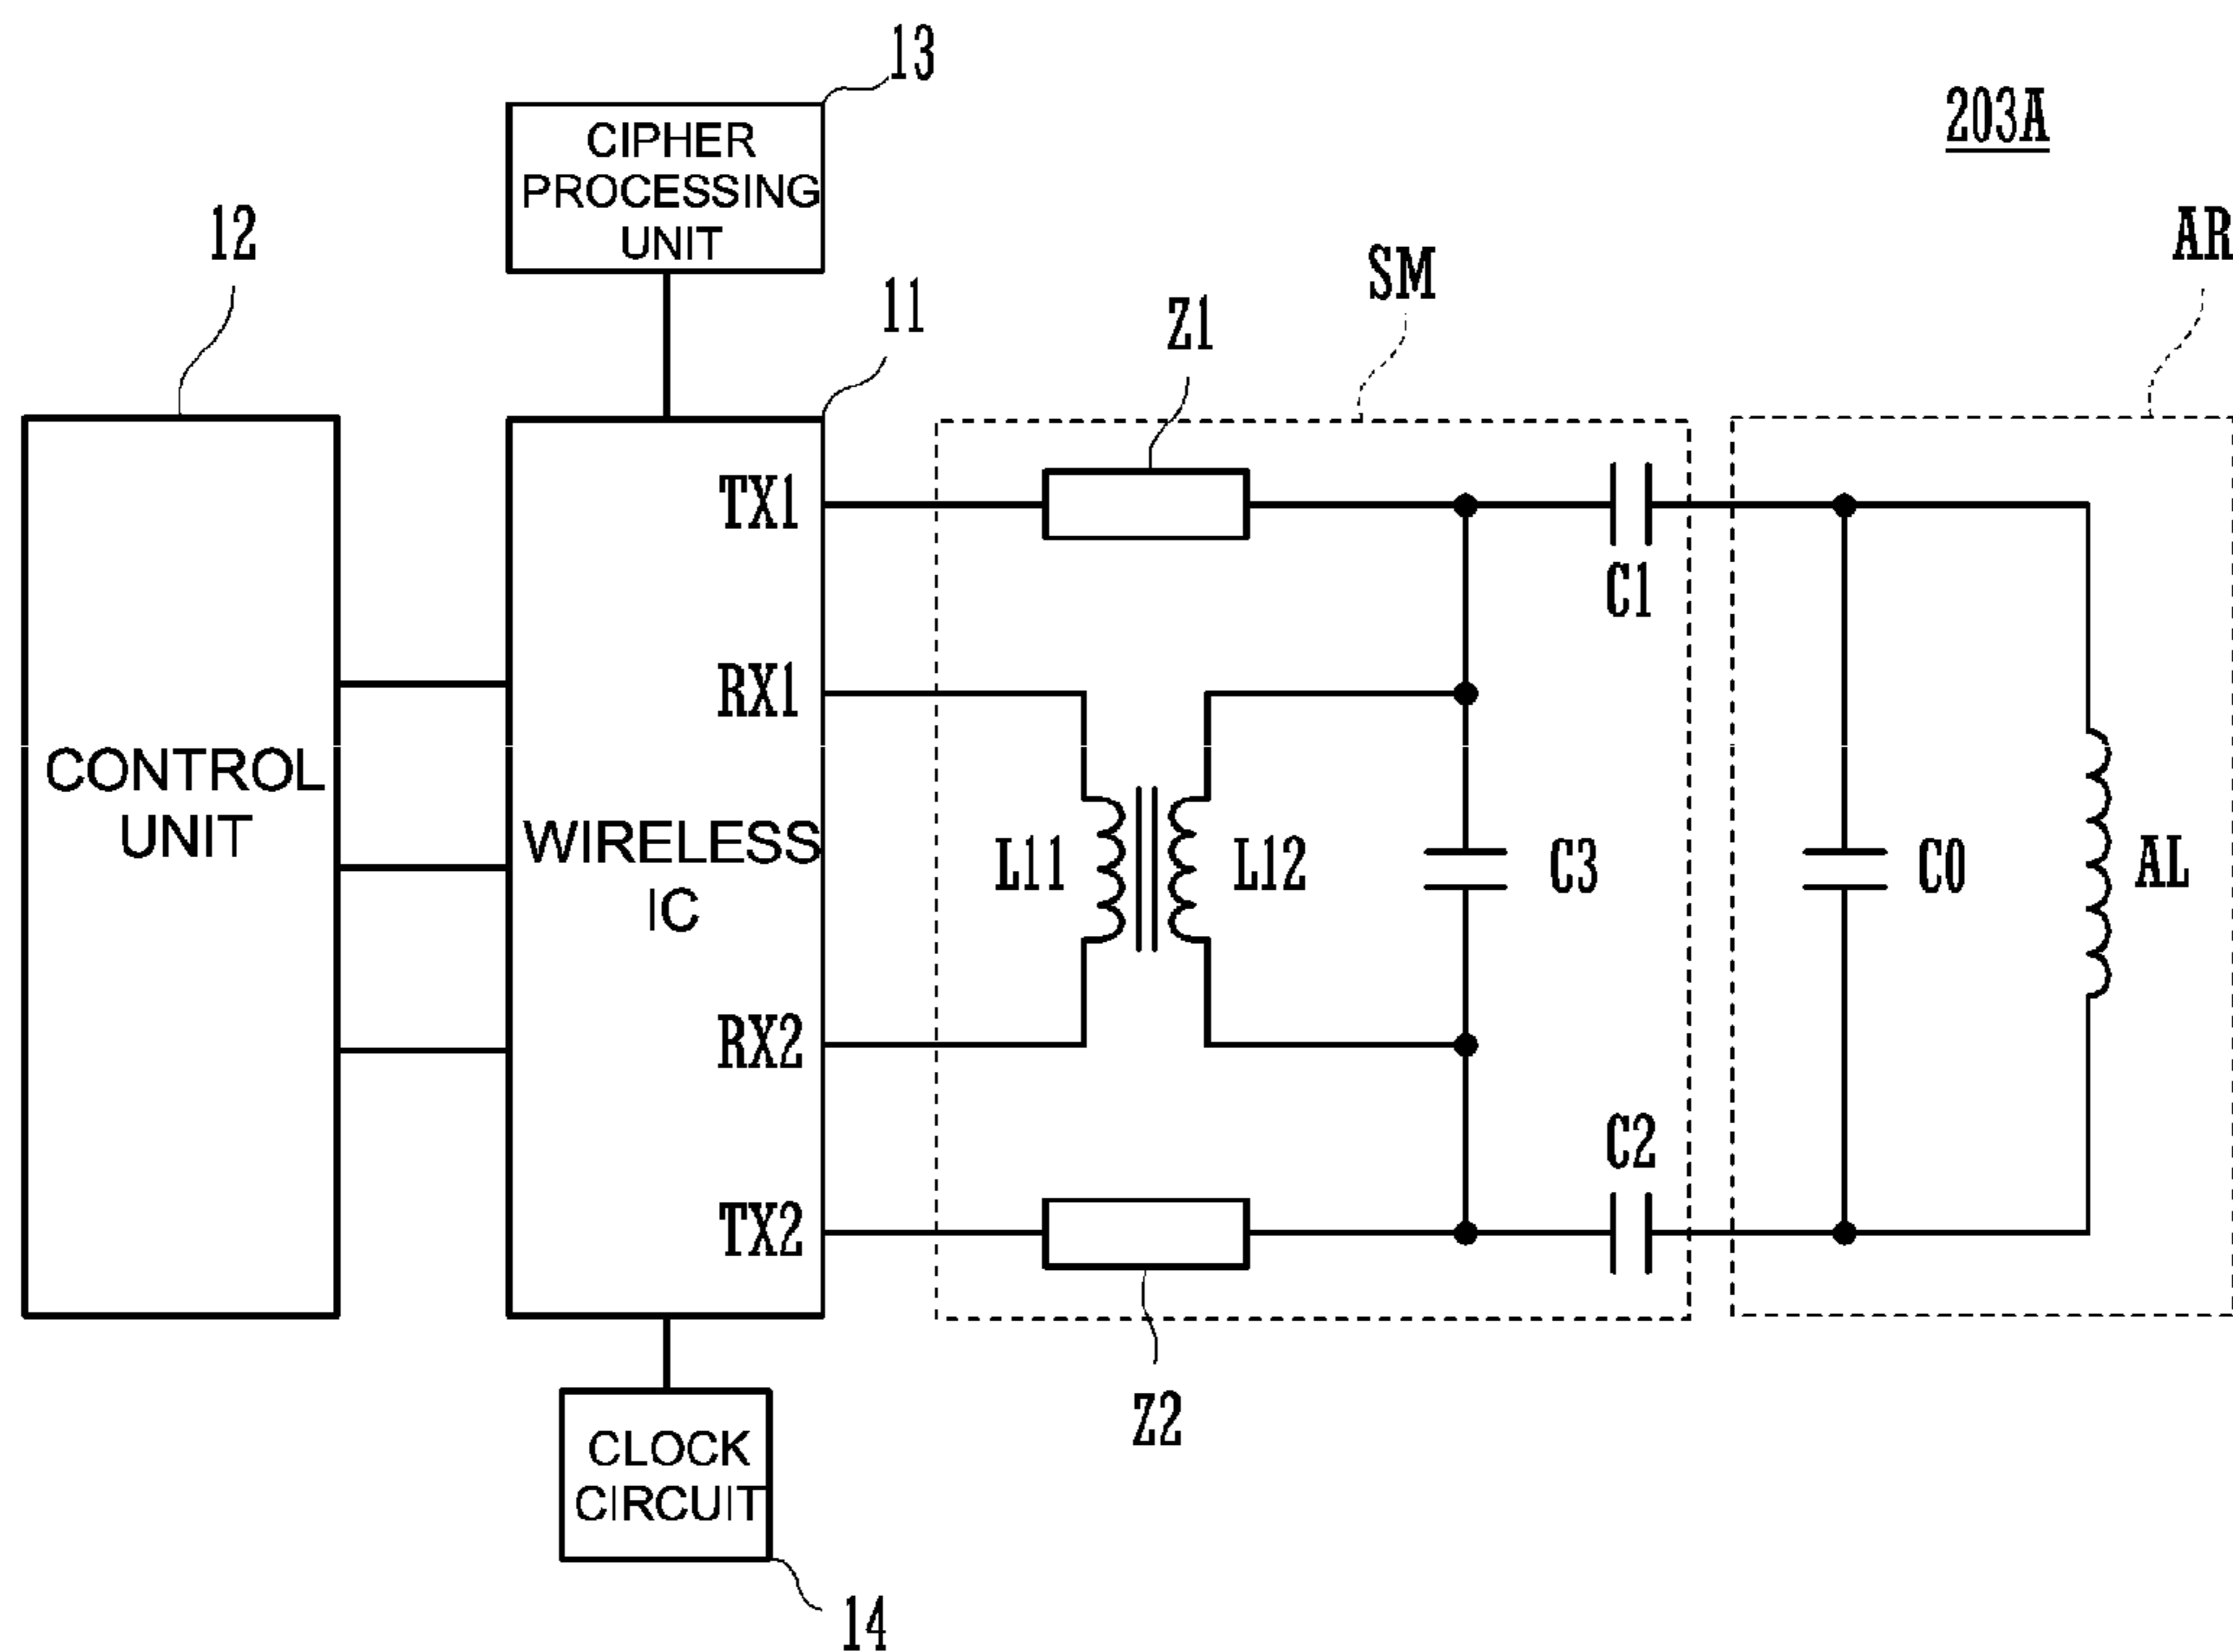 13
203A
CIPHER
PROCESSING
UNIT
12
AR
SM
11
Z1
TX1
C1
RX1
CONTROL
UNIT
WIRELESS
IC
L11
L12
C3
C0
AL
RX2
C2
TX2
Z2
CLOCK
CIRCUIT
14